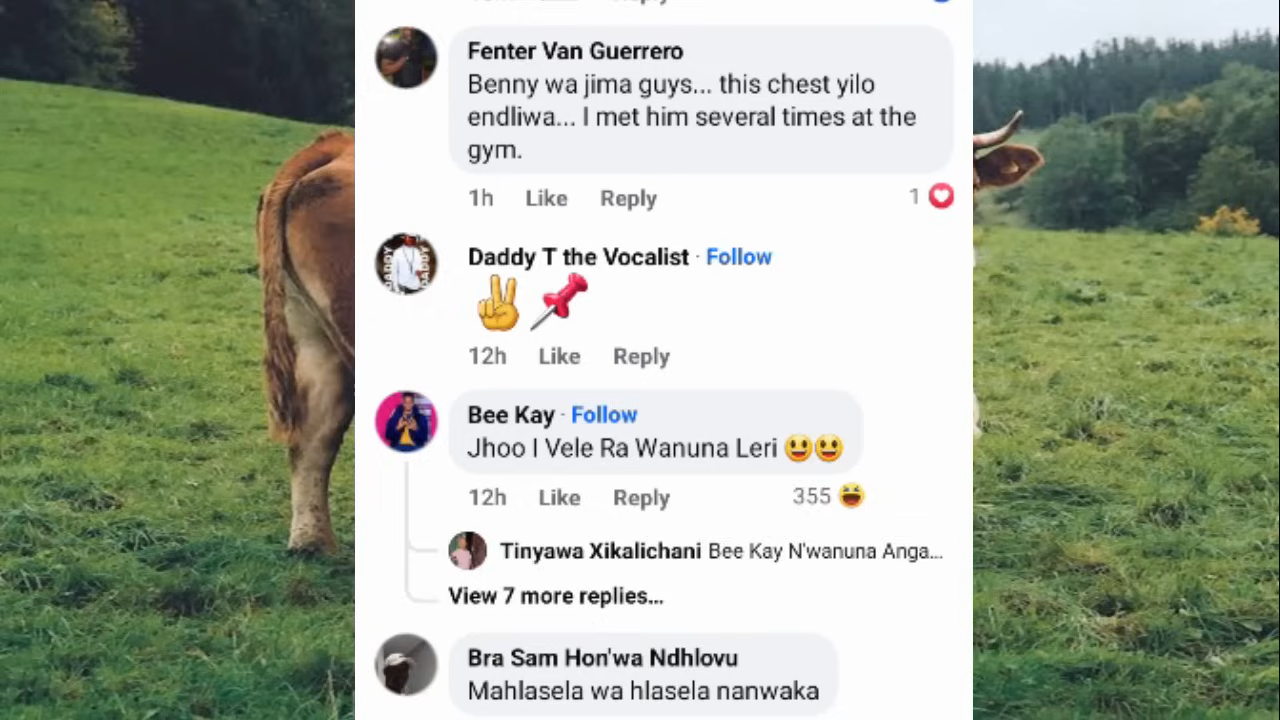 Fenter Van Guerrero
Benny wa jima guys... this chest yilo
endliwa... I met him several times at the
gym.
1h Like Reply 1
Daddy T the Vocalist · Follow
✌️📌
12h Like Reply
Bee Kay · Follow
Jhoo I Vele Ra Wanuna Leri 😃😃
12h Like Reply 355
Tinyawa Xikalichani Bee Kay N'wanuna Anga...
View 7 more replies...
Bra Sam Hon'wa Ndhlovu
Mahlasela wa hlasela nanwaka